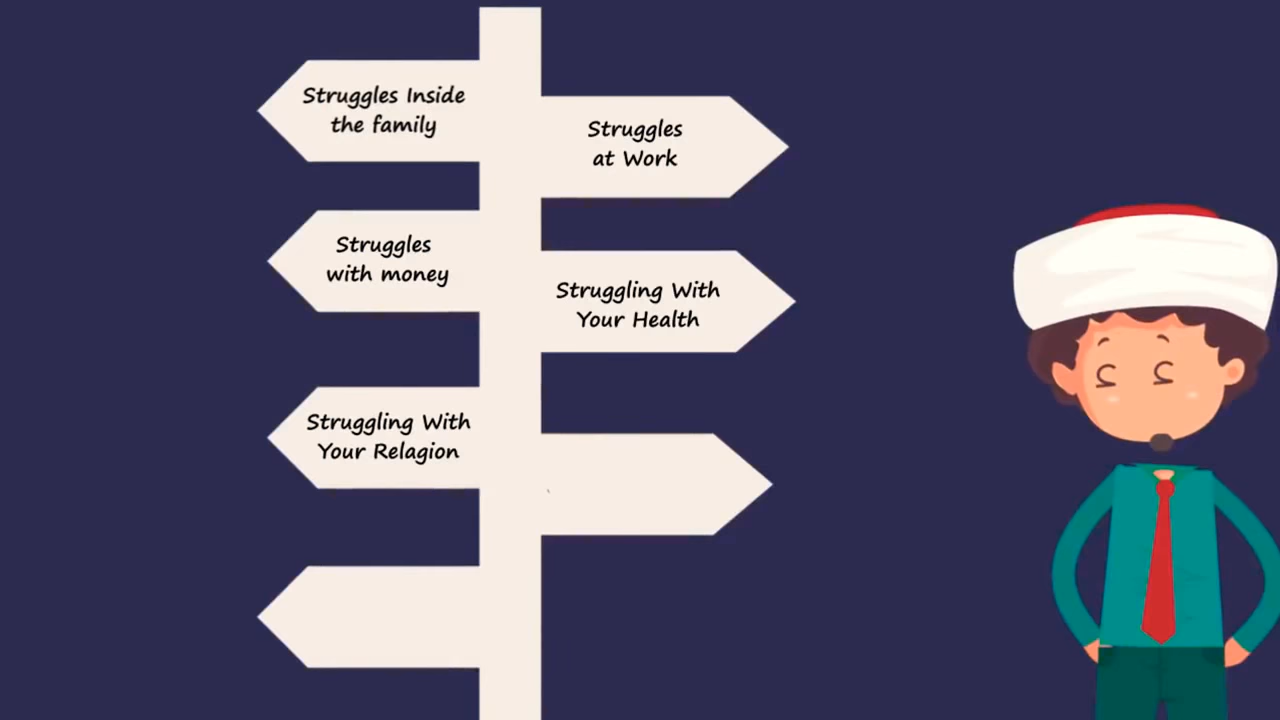 Struggles Inside
the family
Struggles
at Work
Struggles
with money
Struggling With
Your Health
Struggling With
Your Relagion